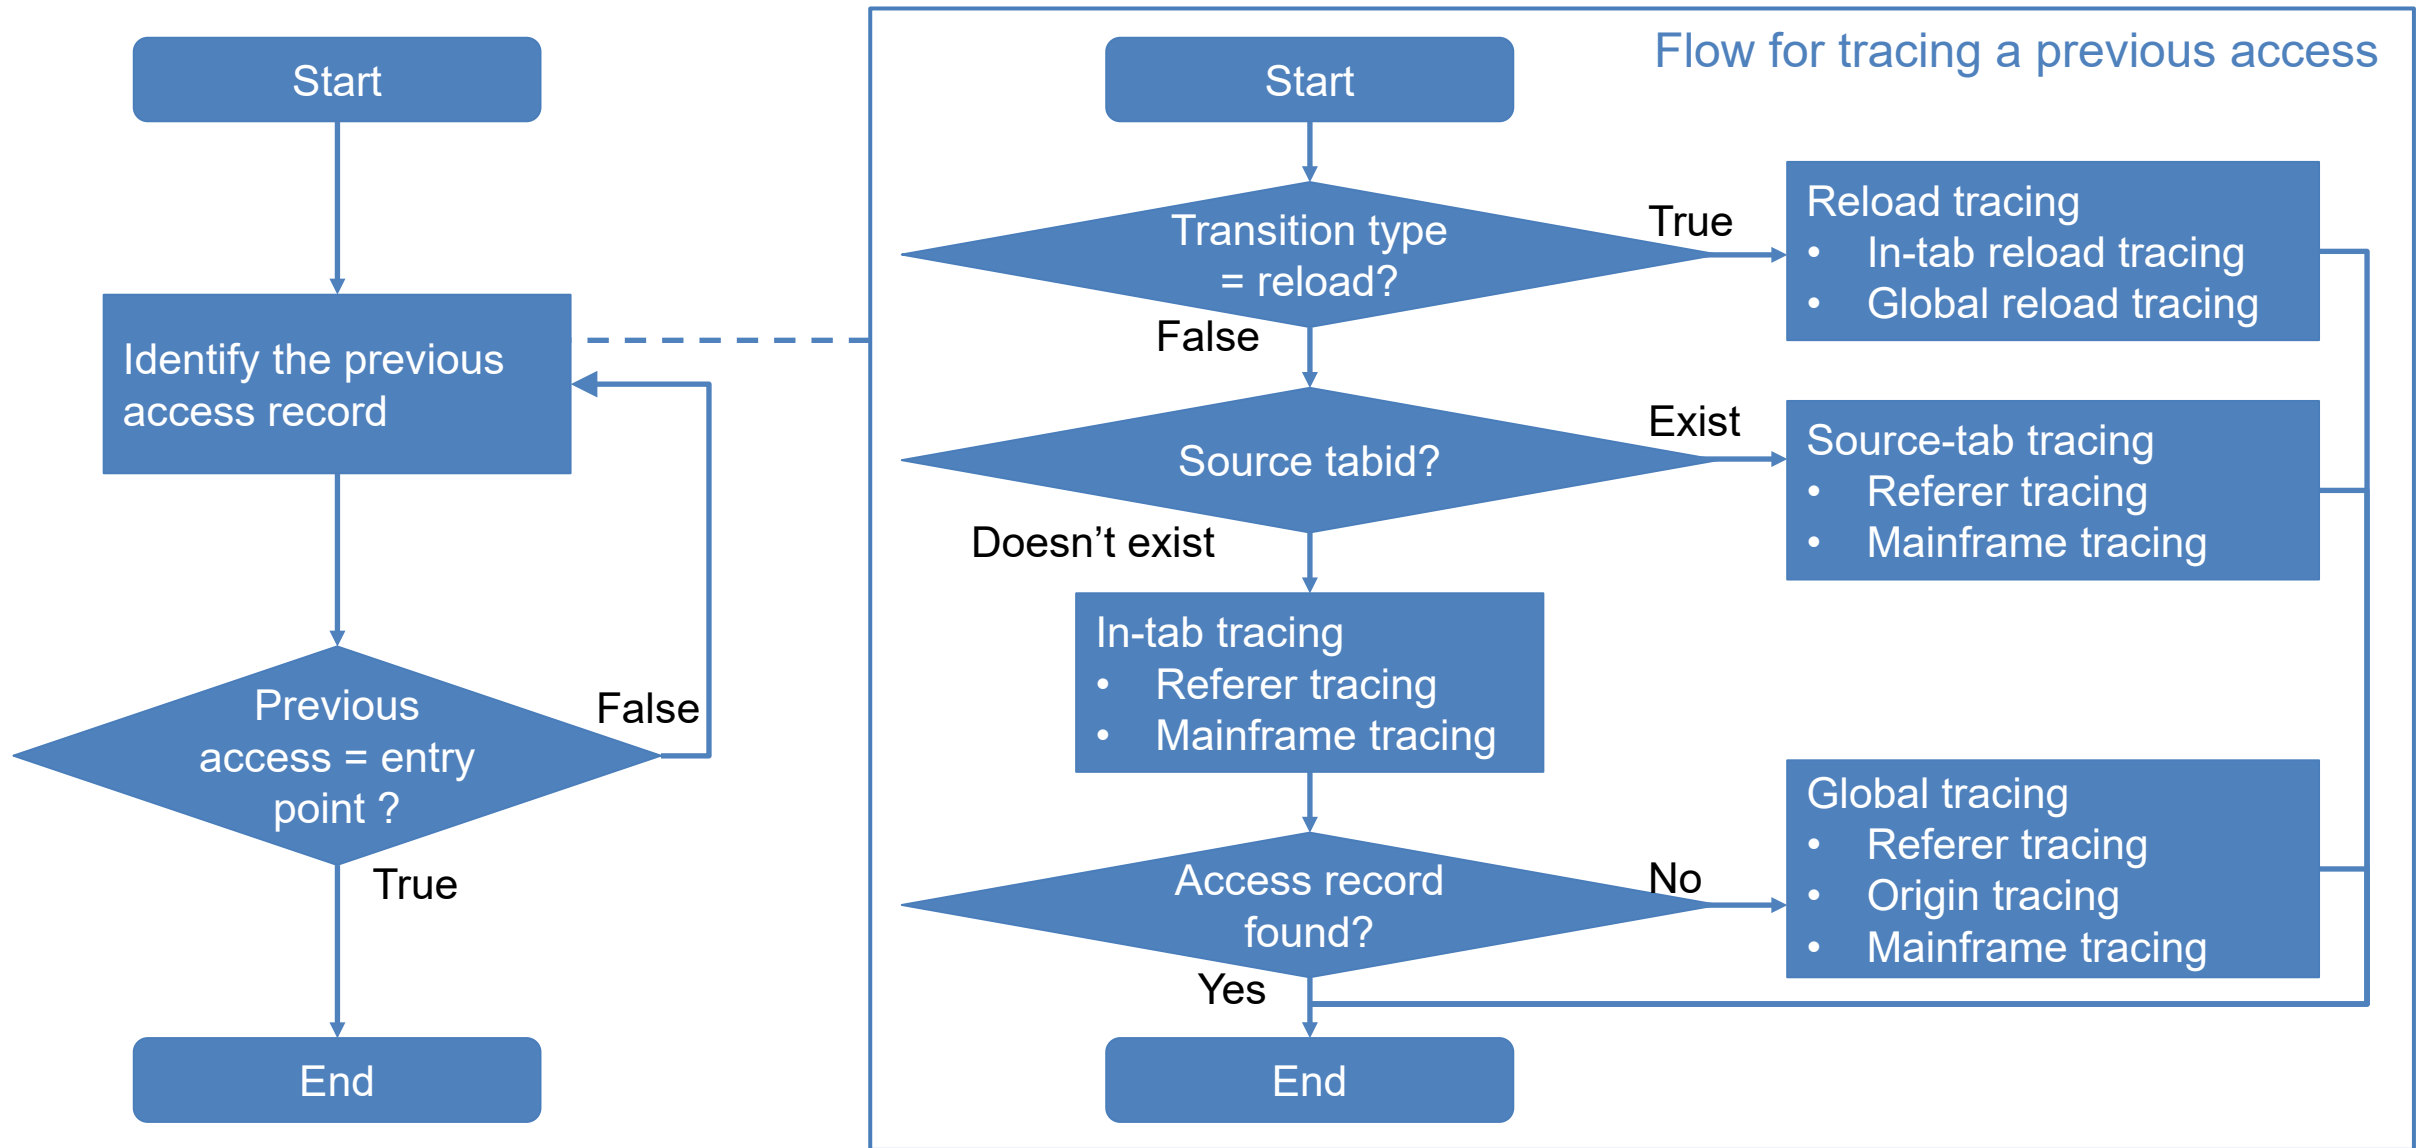 Start
Identify the previous
access record
Previous
access = entry
point ?
False
True
End
Flow for tracing a previous access
Start
Transition type
= reload?
True
False
Reload tracing
• In-tab reload tracing
• Global reload tracing
Source tabid?
Exist
Doesn’t exist
Source-tab tracing
• Referer tracing
• Mainframe tracing
In-tab tracing
• Referer tracing
• Mainframe tracing
Access record
found?
No
Yes
Global tracing
• Referer tracing
• Origin tracing
• Mainframe tracing
End